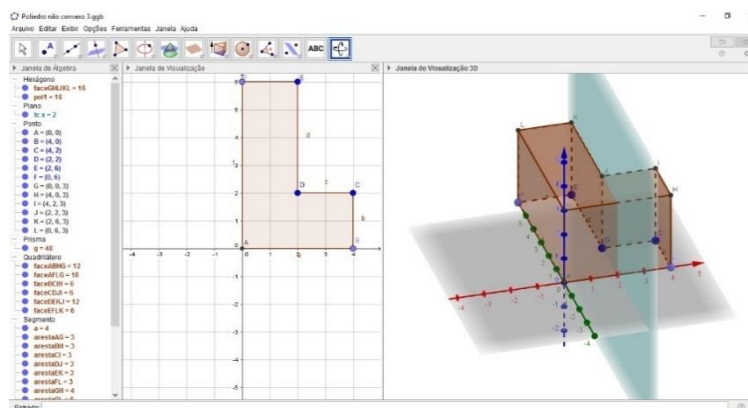 Poliedro não convexo 3.ggb
Arquivo Editar Exibir Opções Ferramentas Janela Ajuda
ABC
Janela de Álgebra
Janela de Visualização
Janela de Visualização 3D
Hexágono
faceGHIJKL = 16
pol1 = 16
Plano
h: x = 2
Ponto
A = (0, 0)
B = (4, 0)
C = (4, 2)
D = (2, 2)
E = (2, 6)
F = (0, 6)
G = (0, 0, 3)
H = (4, 0, 3)
I = (4, 2, 3)
J = (2, 2, 3)
K = (2, 6, 3)
L = (0, 6, 3)
Prisma
g = 48
Quadrilátero
faceABHG = 12
faceAFLG = 18
faceBCIH = 6
faceCDJI = 6
faceDEKJ = 12
faceEFLK = 6
Segmento
a = 4
arestaAG = 3
arestaBH = 3
arestaCI = 3
arestaDJ = 3
arestaEK = 3
arestaFL = 3
arestaGH = 4
Entrada: